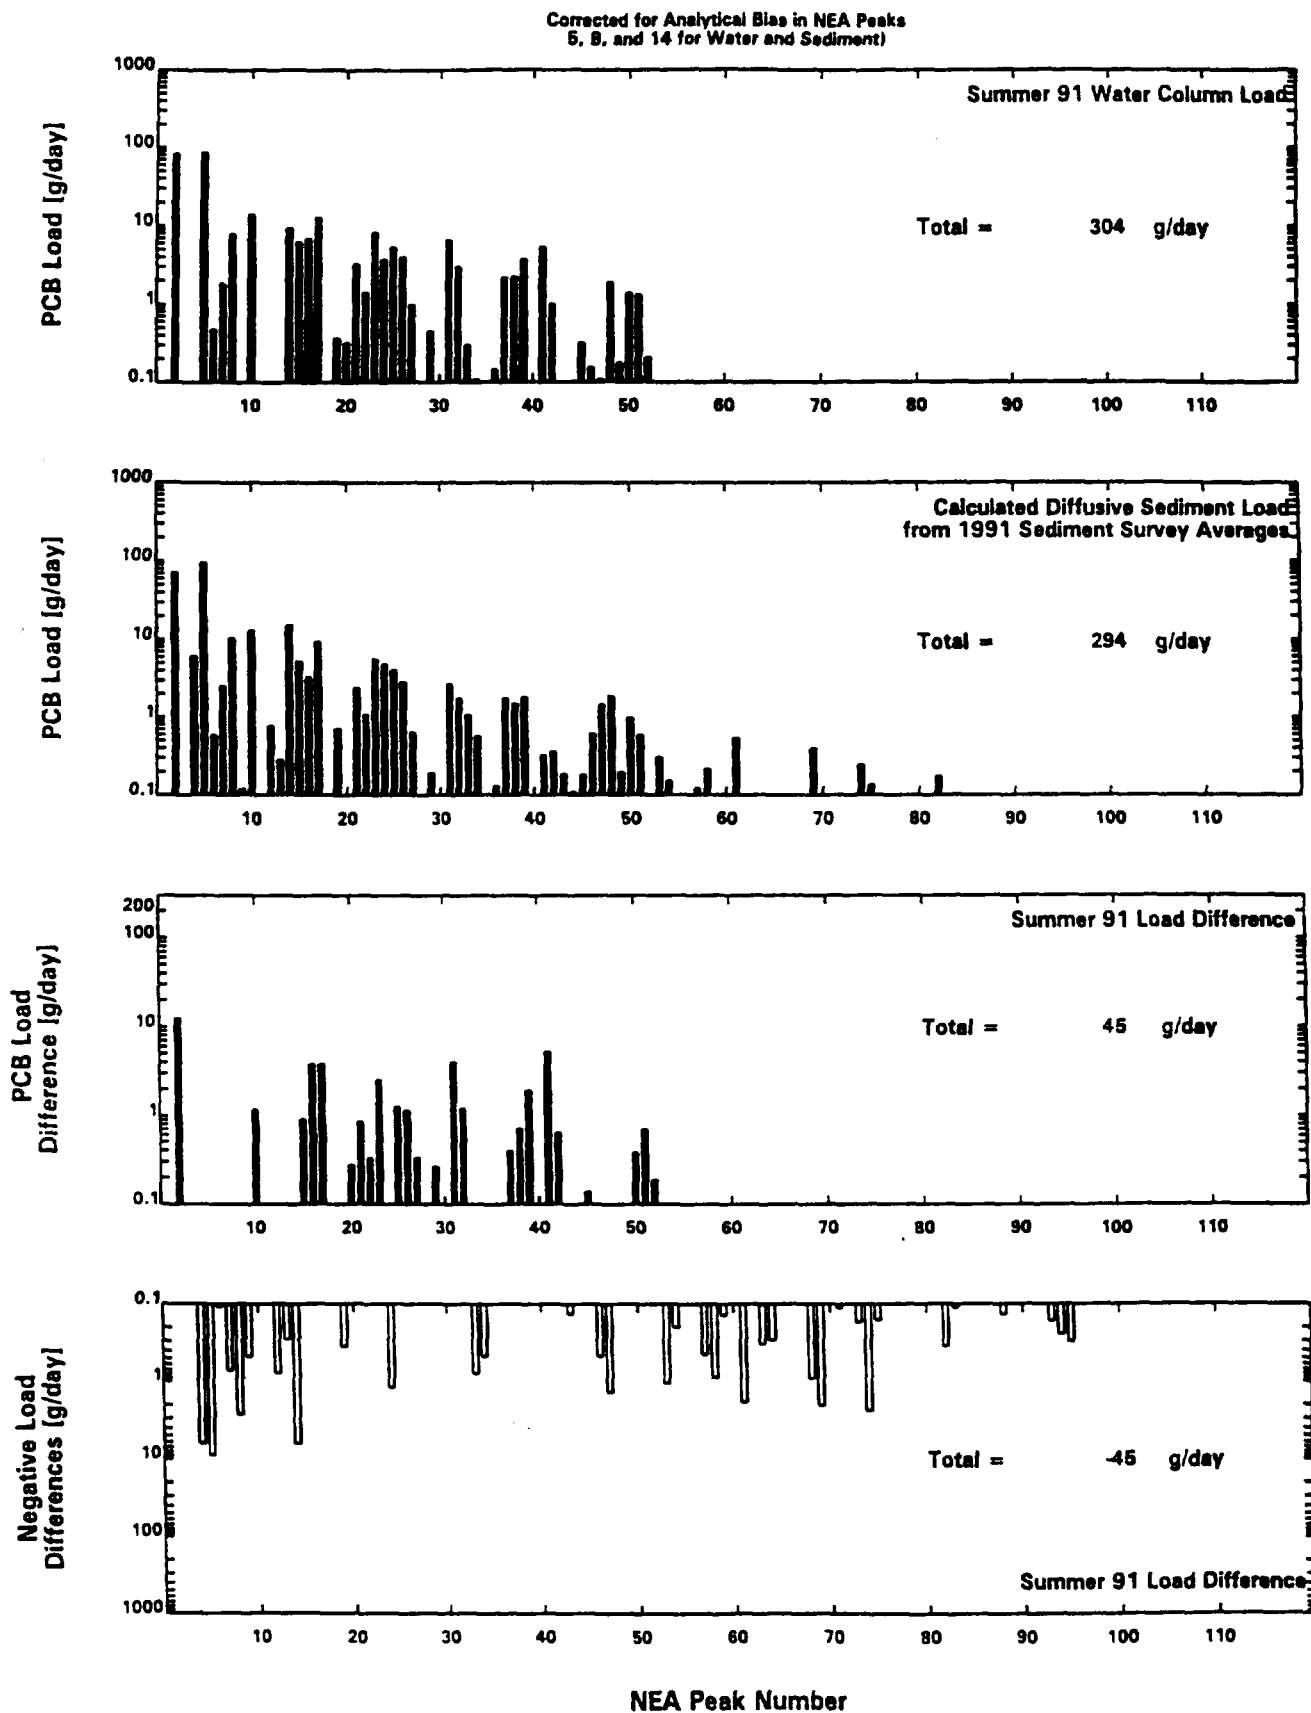 Corrected for Analytical Bias in NEA Peaks
5, 8, and 14 for Water and Sediment)
1000
100
10
1
0.1
PCB Load [g/day]
Summer 91 Water Column Load
Total = 304 g/day
10 20 30 40 50 60 70 80 90 100 110
1000
100
10
1
0.1
PCB Load [g/day]
Calculated Diffusive Sediment Load
from 1991 Sediment Survey Averages
Total = 294 g/day
10 20 30 40 50 60 70 80 90 100 110
200
100
10
1
0.1
PCB Load
Difference [g/day]
Summer 91 Load Difference
Total = 45 g/day
10 20 30 40 50 60 70 80 90 100 110
0.1
1
10
100
1000
Negative Load
Differences [g/day]
Total = -45 g/day
Summer 91 Load Difference
10 20 30 40 50 60 70 80 90 100 110
NEA Peak Number